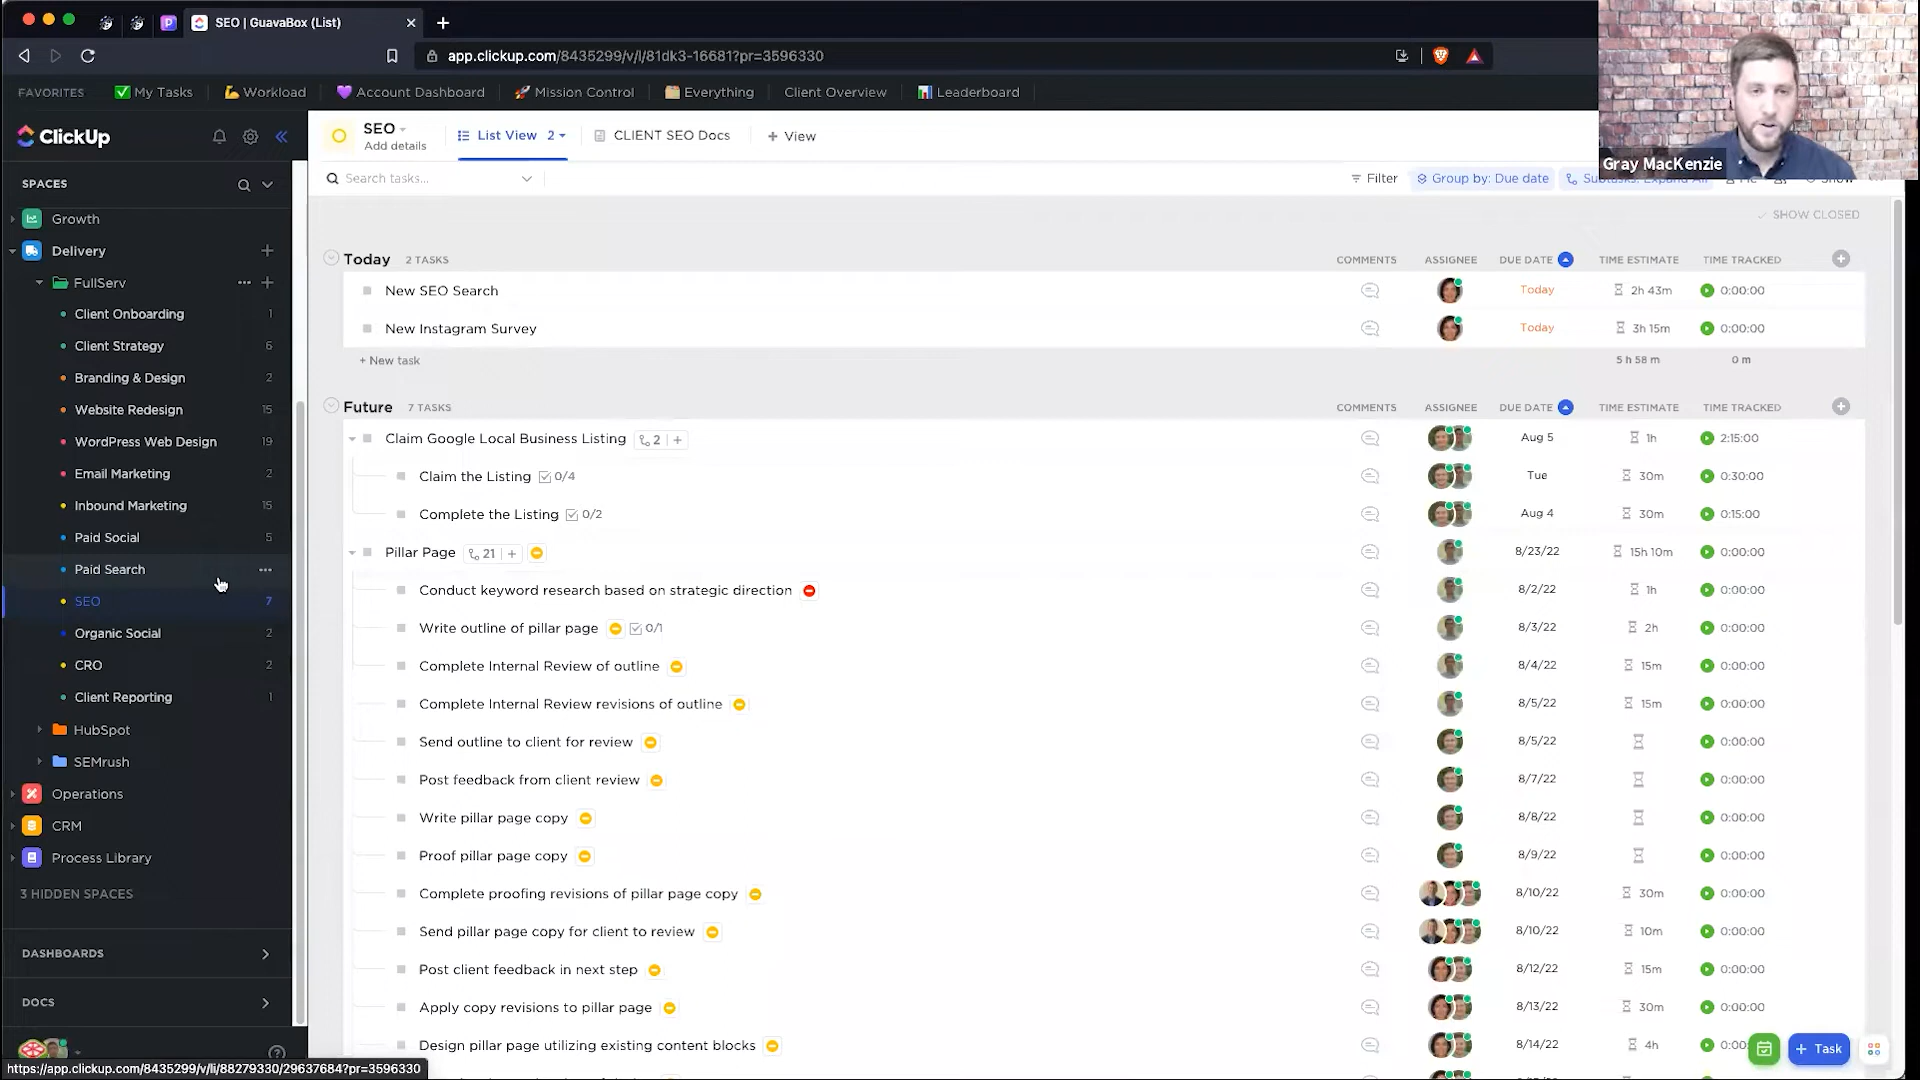 SEO | GuavaBox (List)
app.clickup.com/8435299/v/l/81dk3-16681?pr=3596330
FAVORITES
My Tasks
Workload
Account Dashboard
Mission Control
Everything
Client Overview
Leaderboard
Gray MacKenzie
ClickUp
SEO
Add details
List View 2
CLIENT SEO Docs
+ View
SPACES
Search tasks...
Filter
Group by: Due date
Subtasks: Expand All
Me
Show
SHOW CLOSED
Growth
Delivery
FullServ
Client Onboarding 1
Client Strategy 6
Branding & Design 2
Website Redesign 15
WordPress Web Design 19
Email Marketing 2
Inbound Marketing 15
Paid Social 5
Paid Search
SEO 7
Organic Social 2
CRO 2
Client Reporting 1
HubSpot
SEMrush
Operations
CRM
Process Library
3 HIDDEN SPACES
DASHBOARDS
DOCS
https://app.clickup.com/8435299/v/li/88279330/29637684?pr=3596330
Today 2 TASKS COMMENTS ASSIGNEE DUE DATE TIME ESTIMATE TIME TRACKED
New SEO Search Today 2h 43m 0:00:00
New Instagram Survey Today 3h 15m 0:00:00
+ New task 5 h 58 m 0 m
Future 7 TASKS COMMENTS ASSIGNEE DUE DATE TIME ESTIMATE TIME TRACKED
Claim Google Local Business Listing 2 + Aug 5 1h 2:15:00
Claim the Listing 0/4 Tue 30m 0:30:00
Complete the Listing 0/2 Aug 4 30m 0:15:00
Pillar Page 21 + 8/23/22 15h 10m 0:00:00
Conduct keyword research based on strategic direction 8/2/22 1h 0:00:00
Write outline of pillar page 0/1 8/3/22 2h 0:00:00
Complete Internal Review of outline 8/4/22 15m 0:00:00
Complete Internal Review revisions of outline 8/5/22 15m 0:00:00
Send outline to client for review 8/5/22 0:00:00
Post feedback from client review 8/7/22 0:00:00
Write pillar page copy 8/8/22 0:00:00
Proof pillar page copy 8/9/22 0:00:00
Complete proofing revisions of pillar page copy 8/10/22 30m 0:00:00
Send pillar page copy for client to review 8/10/22 10m 0:00:00
Post client feedback in next step 8/12/22 15m 0:00:00
Apply copy revisions to pillar page 8/13/22 30m 0:00:00
Design pillar page utilizing existing content blocks 8/14/22 4h 0:00
+ Task